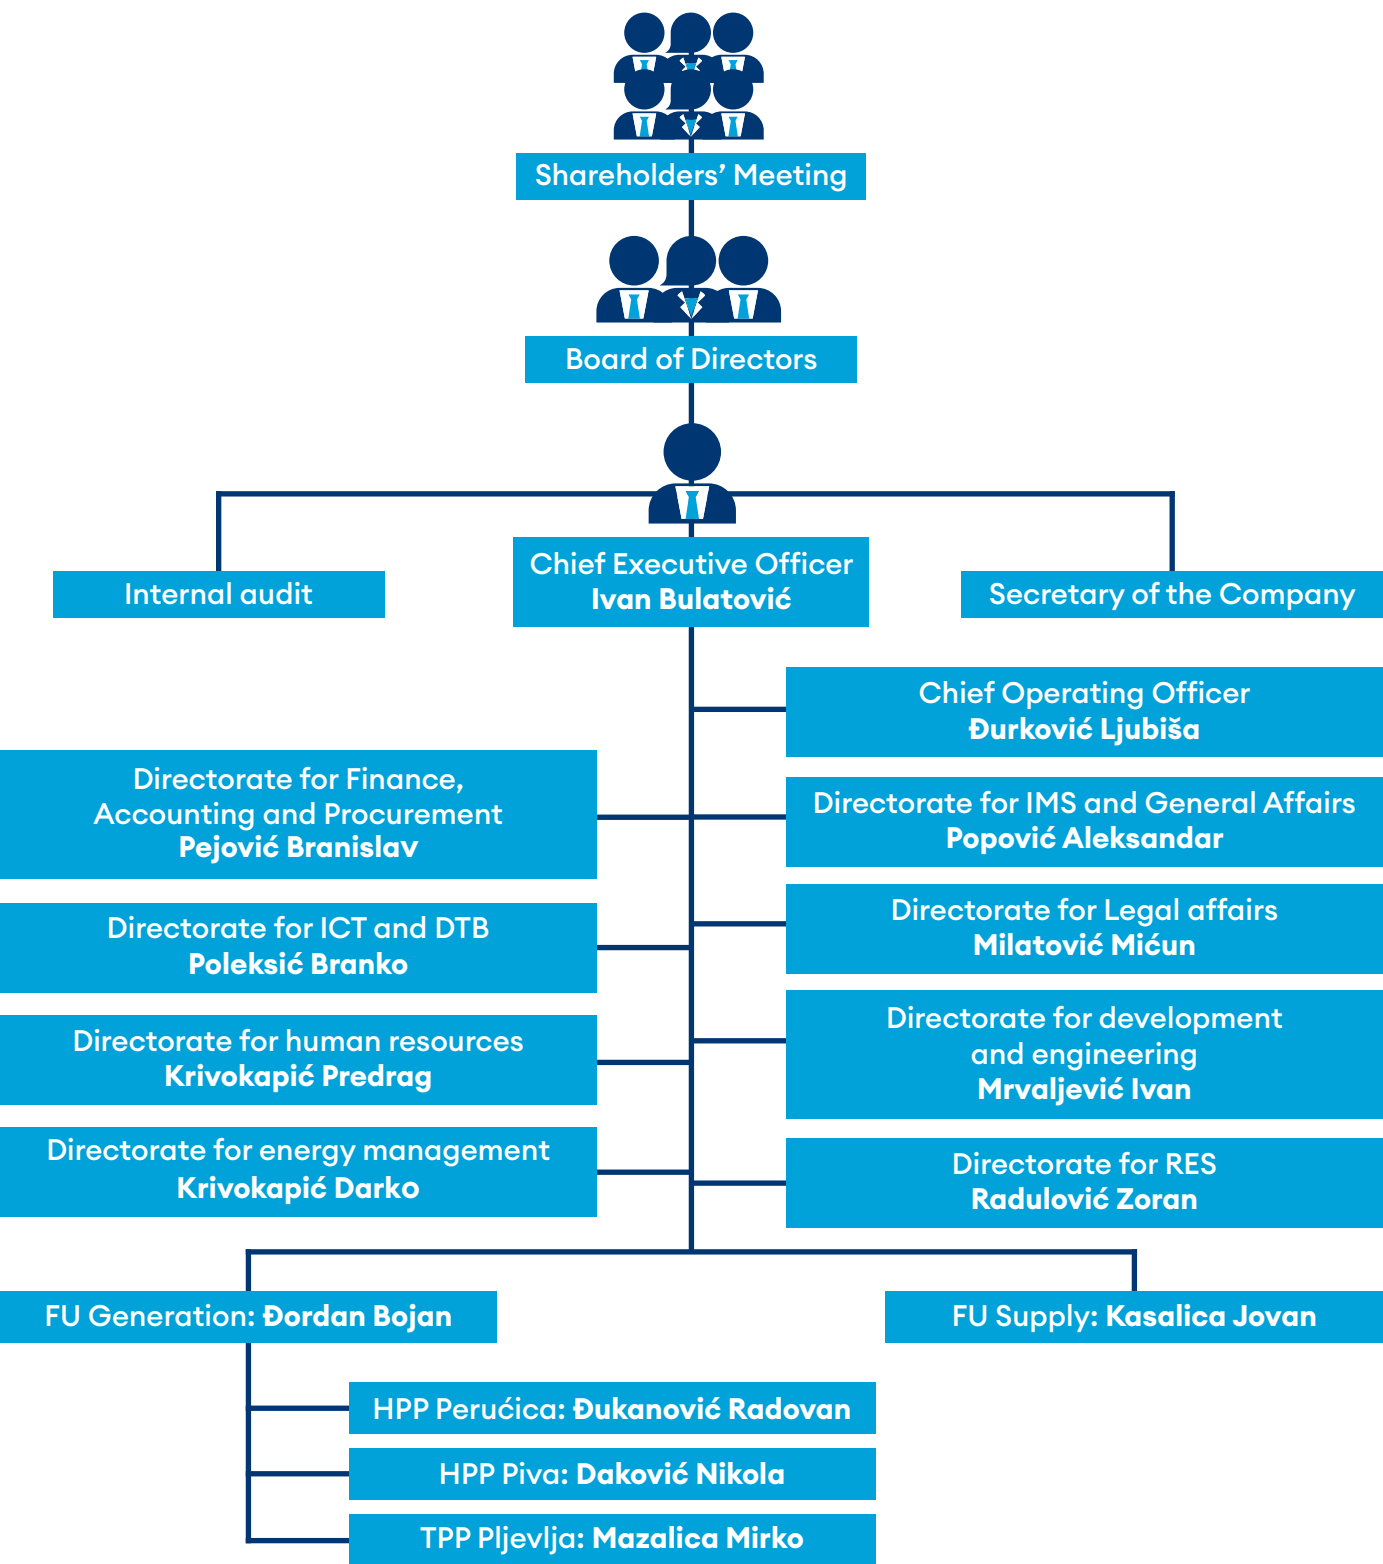 Shareholders’ Meeting
Board of Directors
Chief Executive Officer
Ivan Bulatović
Internal audit
Secretary of the Company
Chief Operating Officer
Đurković Ljubiša
Directorate for Finance,
Accounting and Procurement
Pejović Branislav
Directorate for IMS and General Affairs
Popović Aleksandar
Directorate for ICT and DTB
Poleksić Branko
Directorate for Legal affairs
Milatović Mićun
Directorate for human resources
Krivokapić Predrag
Directorate for development
and engineering
Mrvaljević Ivan
Directorate for energy management
Krivokapić Darko
Directorate for RES
Radulović Zoran
FU Generation: Đorđan Bojan
FU Supply: Kasalica Jovan
HPP Perućica: Đukanović Radovan
HPP Piva: Daković Nikola
TPP Pljevlja: Mazalica Mirko